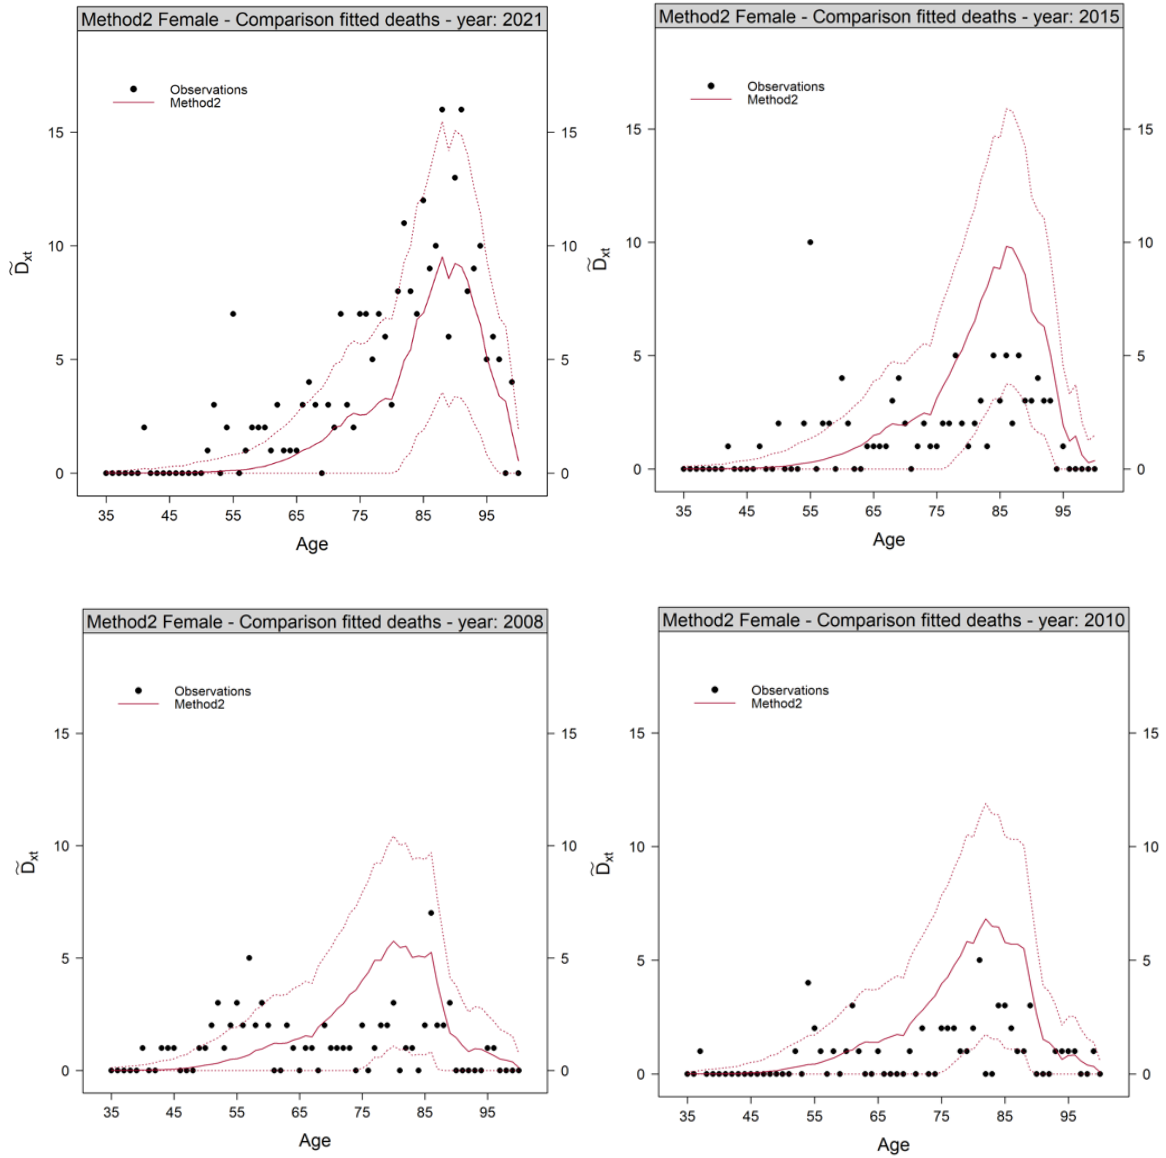 Method2 Female - Comparison fitted deaths - year: 2021
Observations
Method2
15
10
5
0
15
10
5
0
D̃xt
35 45 55 65 75 85 95
Age
Method2 Female - Comparison fitted deaths - year: 2015
Observations
Method2
15
10
5
0
15
10
5
0
D̃xt
35 45 55 65 75 85 95
Age
Method2 Female - Comparison fitted deaths - year: 2008
Observations
Method2
15
10
5
0
15
10
5
0
D̃xt
35 45 55 65 75 85 95
Age
Method2 Female - Comparison fitted deaths - year: 2010
Observations
Method2
15
10
5
0
15
10
5
0
D̃xt
35 45 55 65 75 85 95
Age